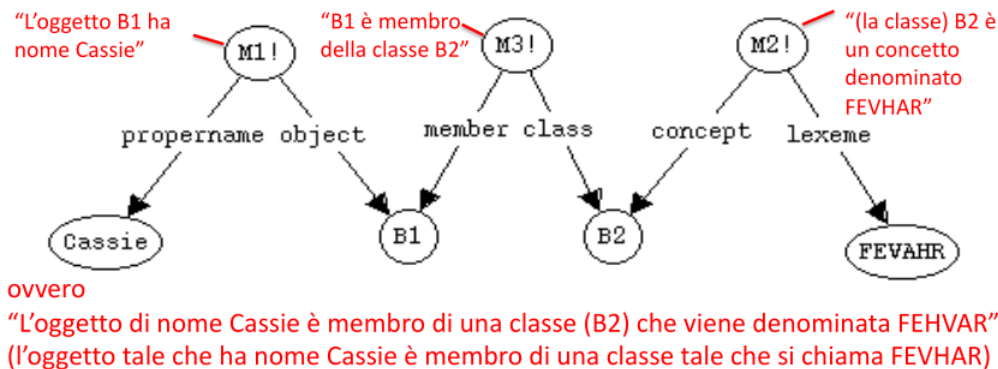 “L’oggetto B1 ha
nome Cassie”
“B1 è membro
della classe B2”
“(la classe) B2 è
un concetto
denominato
FEVHAR”
M1!
M3!
M2!
propername object
member class
concept lexeme
Cassie
B1
B2
FEVAHR
ovvero
“L’oggetto di nome Cassie è membro di una classe (B2) che viene denominata FEHVAR”
(l’oggetto tale che ha nome Cassie è membro di una classe tale che si chiama FEVHAR)